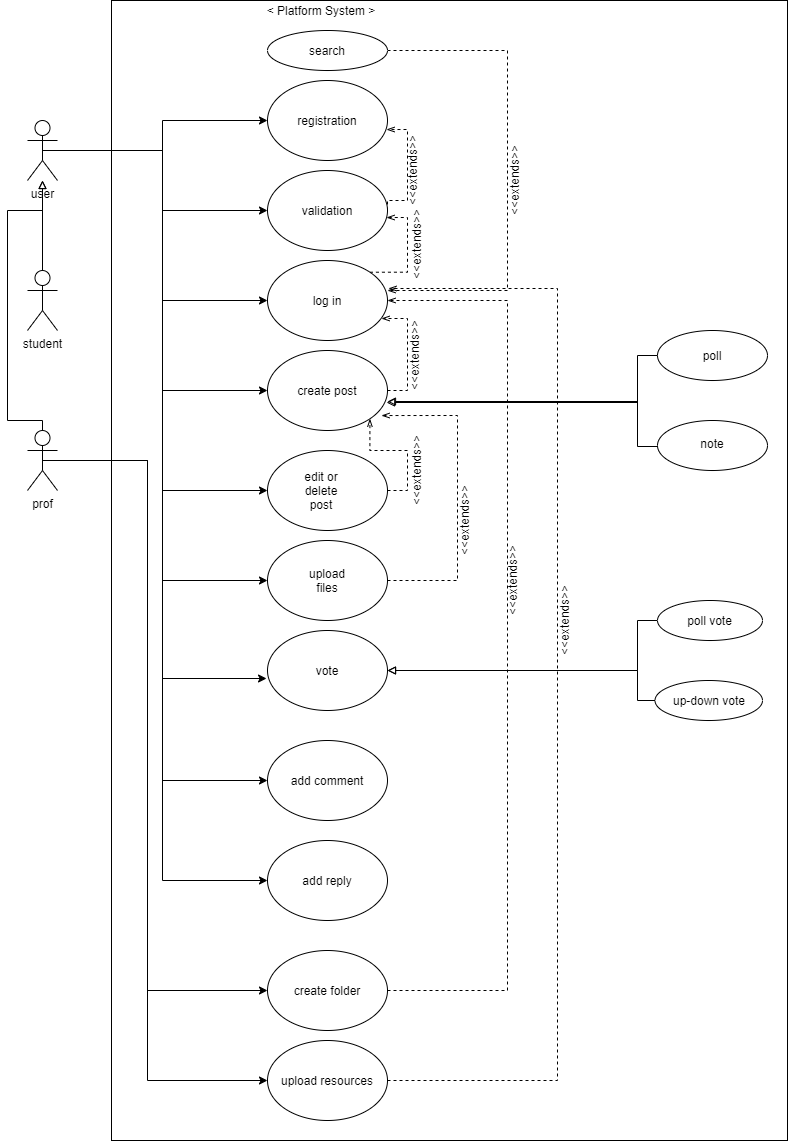 < Platform System >
search
registration
<<extends>>
<<extends>>
user
validation
<<extends>>
log in
student
<<extends>>
poll
create post
note
<<extends>>
edit or
delete
post
prof
<<extends>>
upload
files
<<extends>>
<<extends>>
poll vote
vote
up-down vote
add comment
add reply
create folder
upload resources